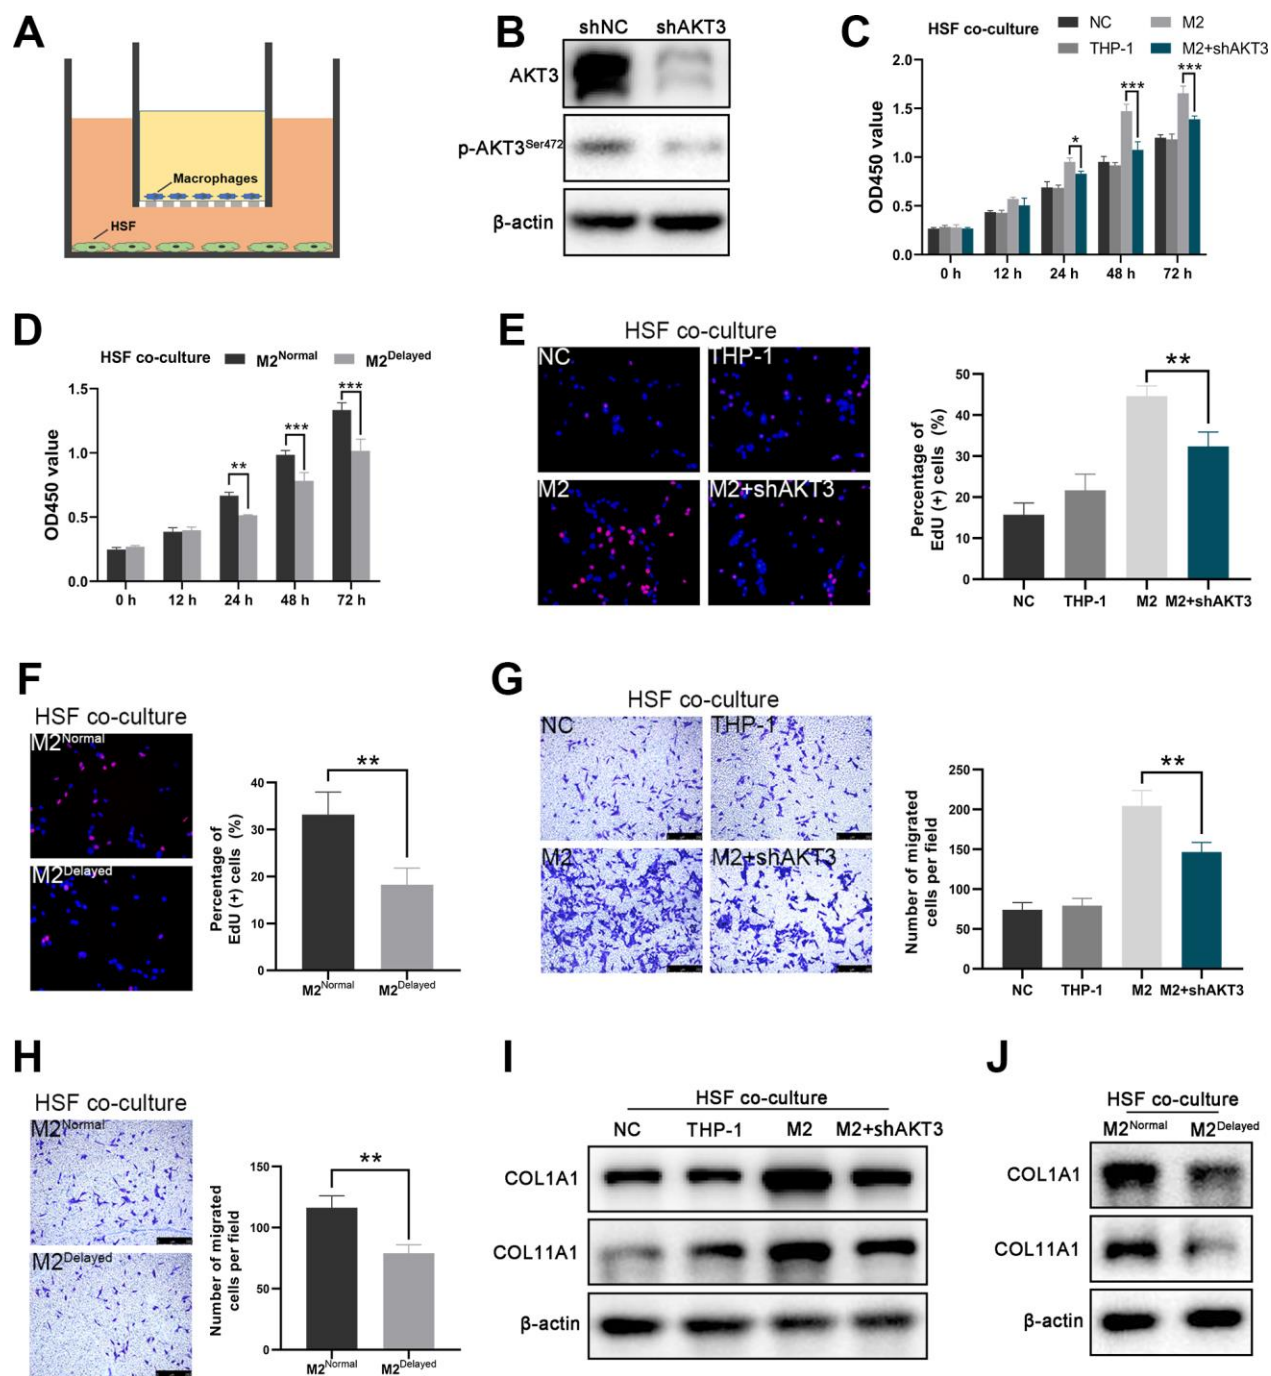 A
Macrophages
HSF
B
shNC shAKT3
AKT3
p-AKT3Ser472
β-actin
C
HSF co-culture
NC
M2
THP-1
M2+shAKT3
OD450 value
2.0
1.5
1.0
0.5
0.0
*
***
***
0 h 12 h 24 h 48 h 72 h
D
HSF co-culture M2Normal M2Delayed
OD450 value
1.5
1.0
0.5
0.0
**
***
***
0 h 12 h 24 h 48 h 72 h
E
HSF co-culture
NC
THP-1
M2
M2+shAKT3
Percentage of
EdU (+) cells (%)
50
40
30
20
10
0
**
NC THP-1 M2 M2+shAKT3
F
HSF co-culture
M2Normal
M2Delayed
Percentage of
EdU (+) cells (%)
40
30
20
10
0
**
M2Normal M2Delayed
G
HSF co-culture
NC
THP-1
M2
M2+shAKT3
Number of migrated
cells per field
250
200
150
100
50
0
**
NC THP-1 M2 M2+shAKT3
H
HSF co-culture
M2Normal
M2Delayed
Number of migrated
cells per field
150
100
50
0
**
M2Normal M2Delayed
I
HSF co-culture
NC THP-1 M2 M2+shAKT3
COL1A1
COL11A1
β-actin
J
HSF co-culture
M2Normal M2Delayed
COL1A1
COL11A1
β-actin